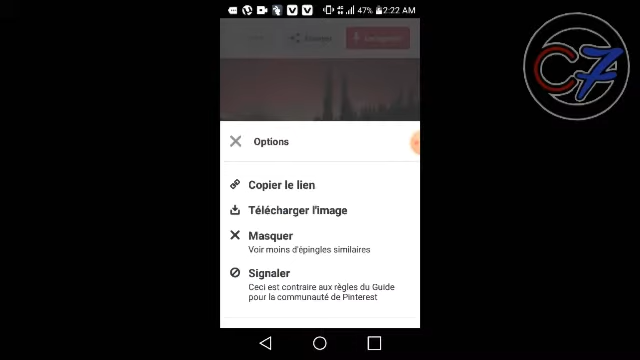 47% 2:22 AM
Options
Copier le lien
Télécharger l'image
Masquer
Voir moins d'épingles similaires
Signaler
Ceci est contraire aux règles du Guide
pour la communauté de Pinterest
C7